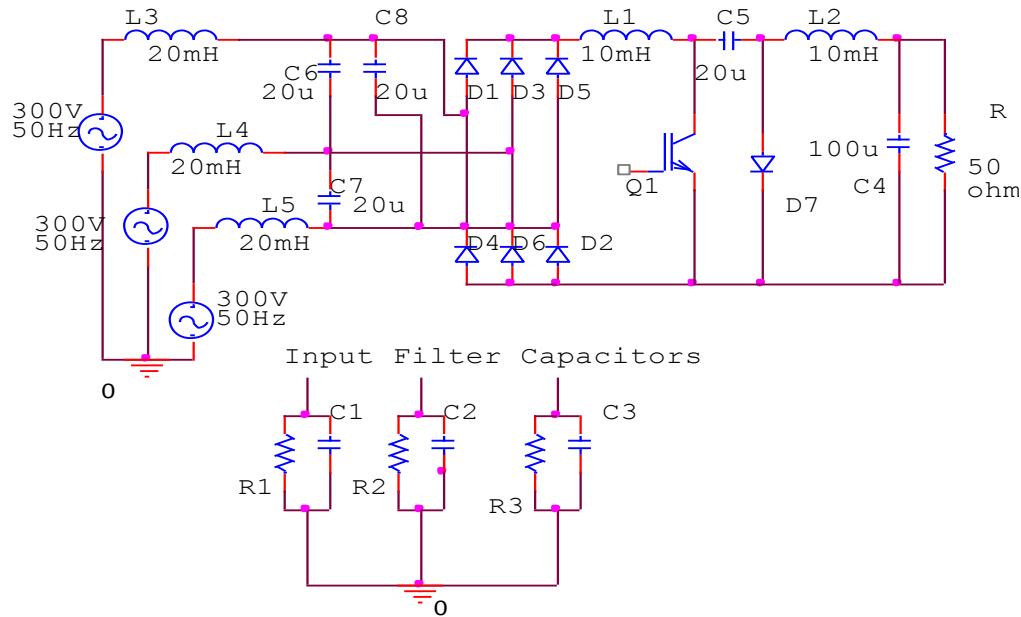 L3 C8 L1 C5 L2
20mH 10mH 10mH
C6 20u
20u 20u D1 D3 D5
300V
50Hz L4 R
20mH 100u 50
C7 Q1 C4 ohm
20u D7
L5
300V
50Hz 20mH D4 D6 D2
300V
50Hz
Input Filter Capacitors
0
C1 C2 C3
R1 R2 R3
0